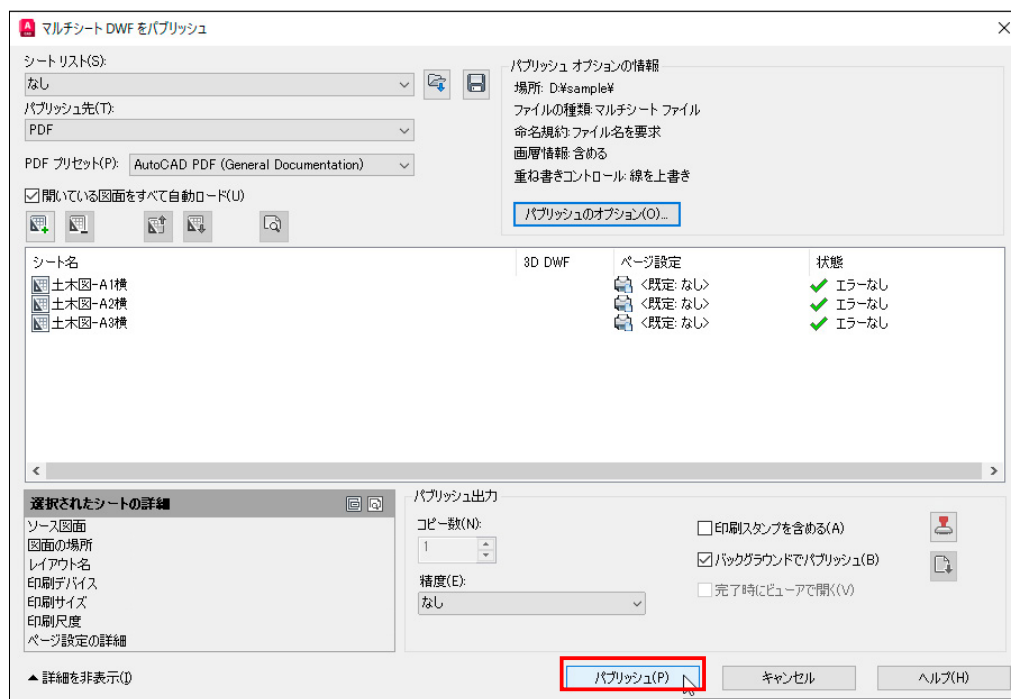 マルチシート DWF をパブリッシュ
シート リスト(S):
なし
パブリッシュ先(T):
PDF
PDF プリセット(P):
AutoCAD PDF (General Documentation)
開いている図面をすべて自動ロード(U)
パブリッシュ オプションの情報
場所: D:¥sample¥
ファイルの種類: マルチシート ファイル
命名規約: ファイル名を要求
画層情報: 含める
重ね書きコントロール: 線を上書き
パブリッシュのオプション(O)...
シート名 3D DWF ページ設定 状態
土木図-A1横 <既定: なし> エラーなし
土木図-A2横 <既定: なし> エラーなし
土木図-A3横 <既定: なし> エラーなし
選択されたシートの詳細
ソース図面
図面の場所
レイアウト名
印刷デバイス
印刷サイズ
印刷尺度
ページ設定の詳細
パブリッシュ出力
コピー数(N):
1
精度(E):
なし
印刷スタンプを含める(A)
バックグラウンドでパブリッシュ(B)
完了時にビューアで開く(V)
詳細を非表示(I)
パブリッシュ(P)
キャンセル
ヘルプ(H)